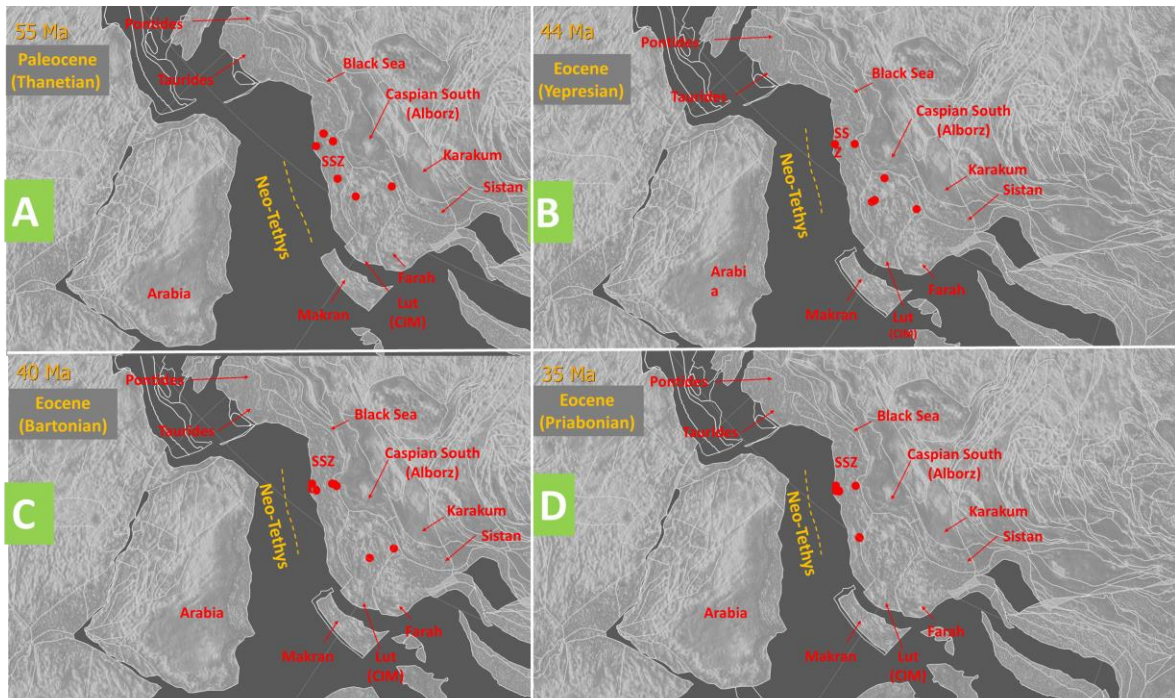 55 Ma
Paleocene
(Thanetian)
Pontides
Taurides
Black Sea
Caspian South
(Alborz)
SSZ
Karakum
Sistan
A
Neo-Tethys
Arabia
Makran
Farah
Lut
(CIM)
44 Ma
Eocene
(Yepresian)
Pontides
Taurides
Black Sea
SS
Z
Caspian South
(Alborz)
Karakum
Sistan
B
Neo-Tethys
Arabi
a
Makran
Farah
Lut
(CIM)
40 Ma
Eocene
(Bartonian)
Pontides
Taurides
Black Sea
SSZ
Caspian South
(Alborz)
Karakum
Sistan
C
Neo-Tethys
Arabia
Makran
Farah
Lut
(CIM)
35 Ma
Eocene
(Priabonian)
Pontides
Taurides
Black Sea
SSZ
Caspian South
(Alborz)
Karakum
Sistan
D
Neo-Tethys
Arabia
Makran
Farah
Lut
(CIM)